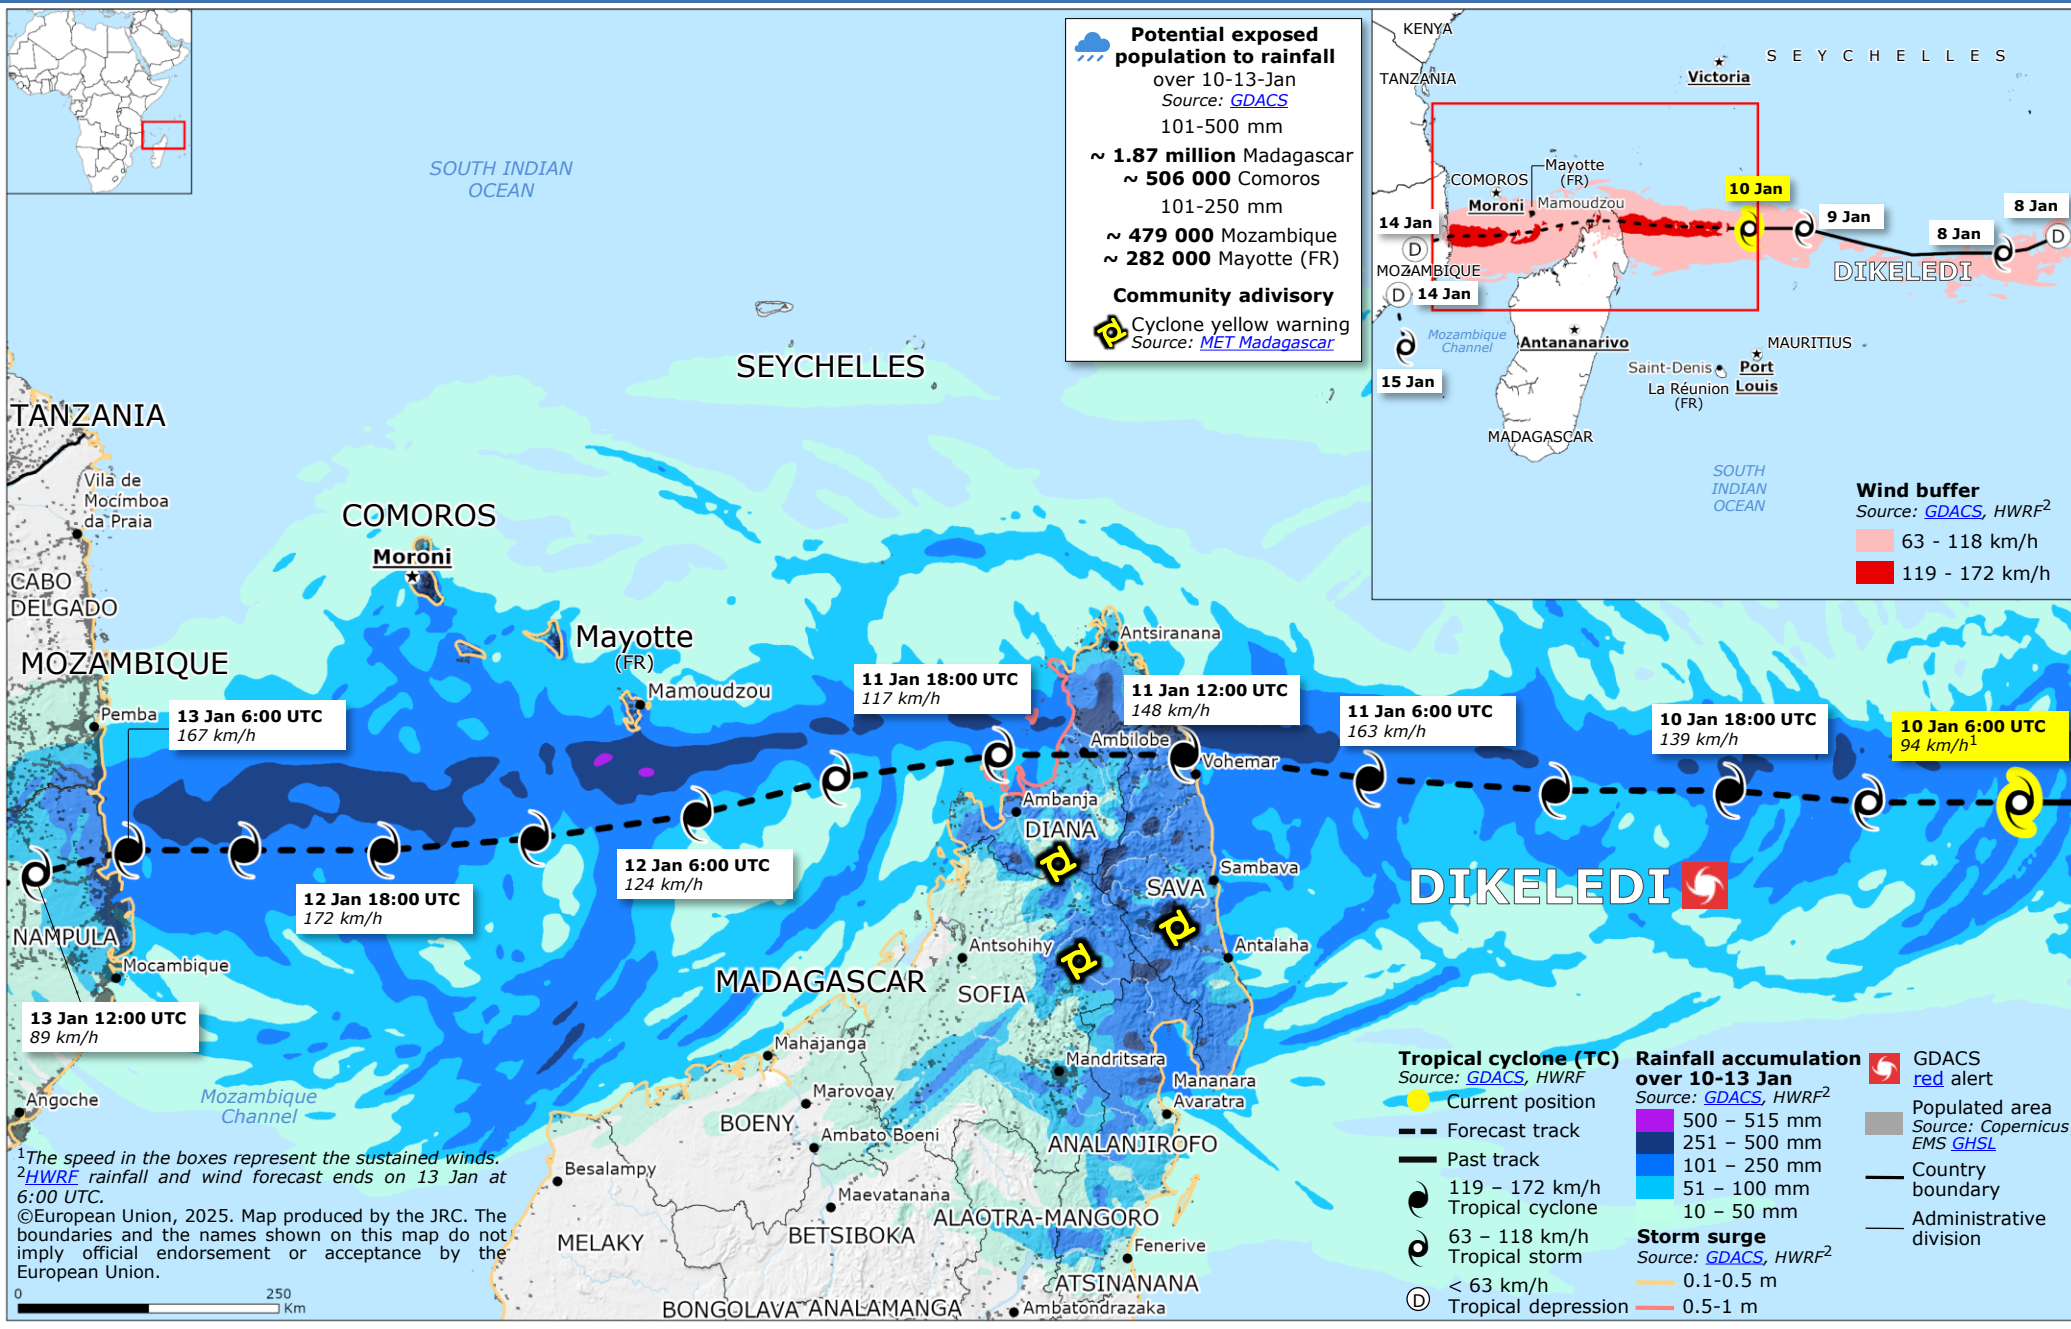 Potential exposed
population to rainfall
over 10-13-Jan
Source: GDACS
101-500 mm
~ 1.87 million Madagascar
~ 506 000 Comoros
101-250 mm
~ 479 000 Mozambique
~ 282 000 Mayotte (FR)
Community adivisory
Cyclone yellow warning
Source: MET Madagascar
KENYA
TANZANIA
SEYCHELLES
Victoria
COMOROS
Moroni
Mayotte
(FR)
Mamoudzou
10 Jan
9 Jan
8 Jan
8 Jan
D
14 Jan
D
MOZAMBIQUE
D
14 Jan
DIKELEDI
Mozambique
Channel
15 Jan
Antananarivo
MAURITIUS
Saint-Denis
Port
Louis
La Réunion
(FR)
MADAGASCAR
SOUTH
INDIAN
OCEAN
Wind buffer
Source: GDACS, HWRF2
63 - 118 km/h
119 - 172 km/h
SOUTH INDIAN
OCEAN
SEYCHELLES
TANZANIA
Vila de
Mocímboa
da Praia
COMOROS
Moroni
CABO
DELGADO
Mayotte
(FR)
Mamoudzou
MOZAMBIQUE
Pemba
Antsiranana
13 Jan 6:00 UTC
167 km/h
11 Jan 18:00 UTC
117 km/h
11 Jan 12:00 UTC
148 km/h
11 Jan 6:00 UTC
163 km/h
10 Jan 18:00 UTC
139 km/h
10 Jan 6:00 UTC
94 km/h1
Ambilobe
Vohemar
Ambanja
DIANA
12 Jan 6:00 UTC
124 km/h
12 Jan 18:00 UTC
172 km/h
Sambava
SAVA
DIKELEDI
NAMPULA
Mocambique
Antsohihy
Antalaha
MADAGASCAR
SOFIA
13 Jan 12:00 UTC
89 km/h
Mahajanga
Mandritsara
Mananara
Avaratra
Marovoay
Angoche
Mozambique
Channel
BOENY
Ambato Boeni
ANALANJIROFO
Besalampy
Maevatanana
ALAOTRA-MANGORO
BETSIBOKA
MELAKY
Fenerive
ATSINANANA
BONGOLAVA
ANALAMANGA
Ambatondrazaka
1The speed in the boxes represent the sustained winds.
2HWRF rainfall and wind forecast ends on 13 Jan at
6:00 UTC.
©European Union, 2025. Map produced by the JRC. The
boundaries and the names shown on this map do not
imply official endorsement or acceptance by the
European Union.
0 250
Km
Tropical cyclone (TC)
Source: GDACS, HWRF
Current position
Forecast track
Past track
119 – 172 km/h
Tropical cyclone
63 – 118 km/h
Tropical storm
D
< 63 km/h
Tropical depression
Rainfall accumulation
over 10-13 Jan
Source: GDACS, HWRF2
500 – 515 mm
251 – 500 mm
101 – 250 mm
51 – 100 mm
10 – 50 mm
Storm surge
Source: GDACS, HWRF2
0.1-0.5 m
0.5-1 m
GDACS
red alert
Populated area
Source: Copernicus
EMS GHSL
Country
boundary
Administrative
division